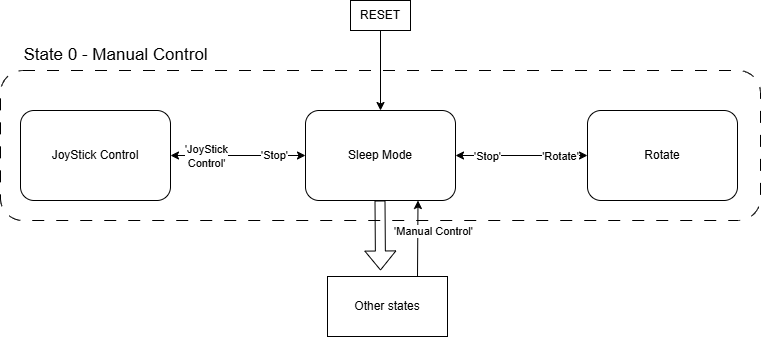 RESET
State 0 - Manual Control
JoyStick Control
'JoyStick
Control'
'Stop'
Sleep Mode
'Stop'
'Rotate'
Rotate
'Manual Control'
Other states